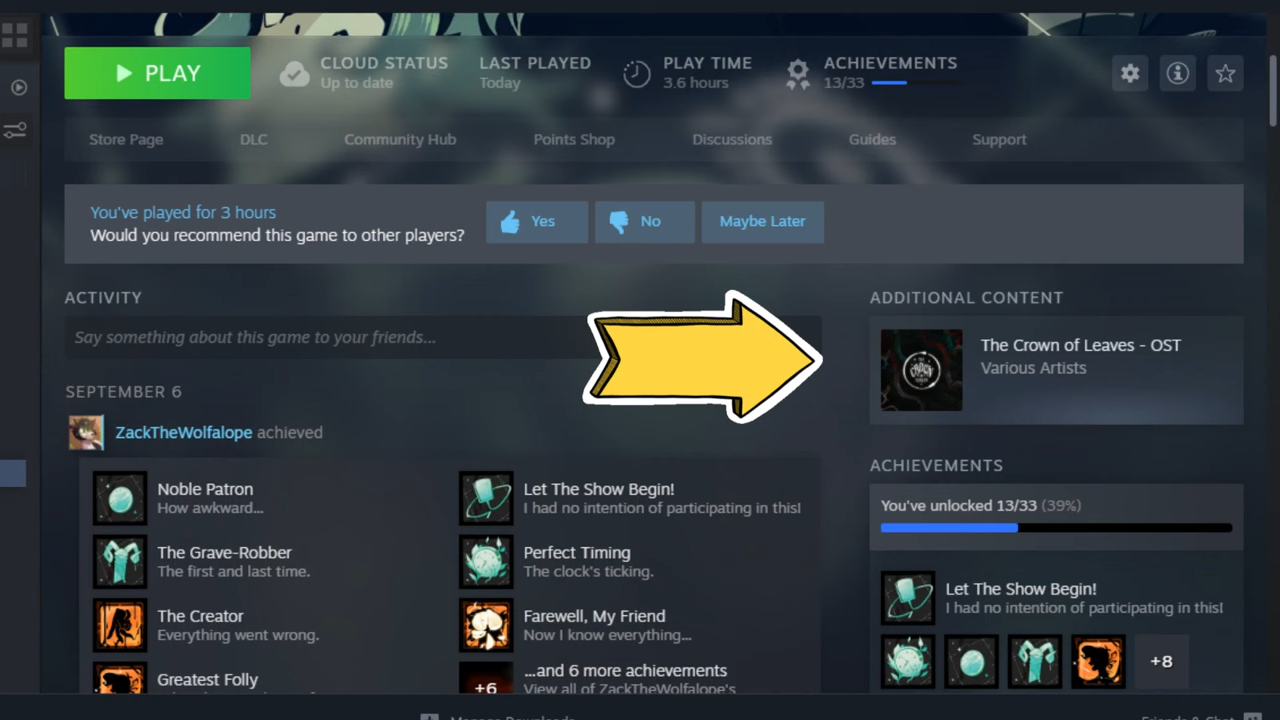 PLAY
CLOUD STATUS
Up to date
LAST PLAYED
Today
PLAY TIME
3.6 hours
ACHIEVEMENTS
13/33
Store Page
DLC
Community Hub
Points Shop
Discussions
Guides
Support
You've played for 3 hours
Would you recommend this game to other players?
Yes
No
Maybe Later
ACTIVITY
Say something about this game to your friends...
SEPTEMBER 6
ZackTheWolfalope achieved
Noble Patron
How awkward...
Let The Show Begin!
I had no intention of participating in this!
The Grave-Robber
The first and last time.
Perfect Timing
The clock's ticking.
The Creator
Everything went wrong.
Farewell, My Friend
Now I know everything...
Greatest Folly
+6
...and 6 more achievements
View all of ZackTheWolfalope's
ADDITIONAL CONTENT
The Crown of Leaves - OST
Various Artists
ACHIEVEMENTS
You've unlocked 13/33 (39%)
Let The Show Begin!
I had no intention of participating in this!
+8
Manage Downloads
Friends & Chat